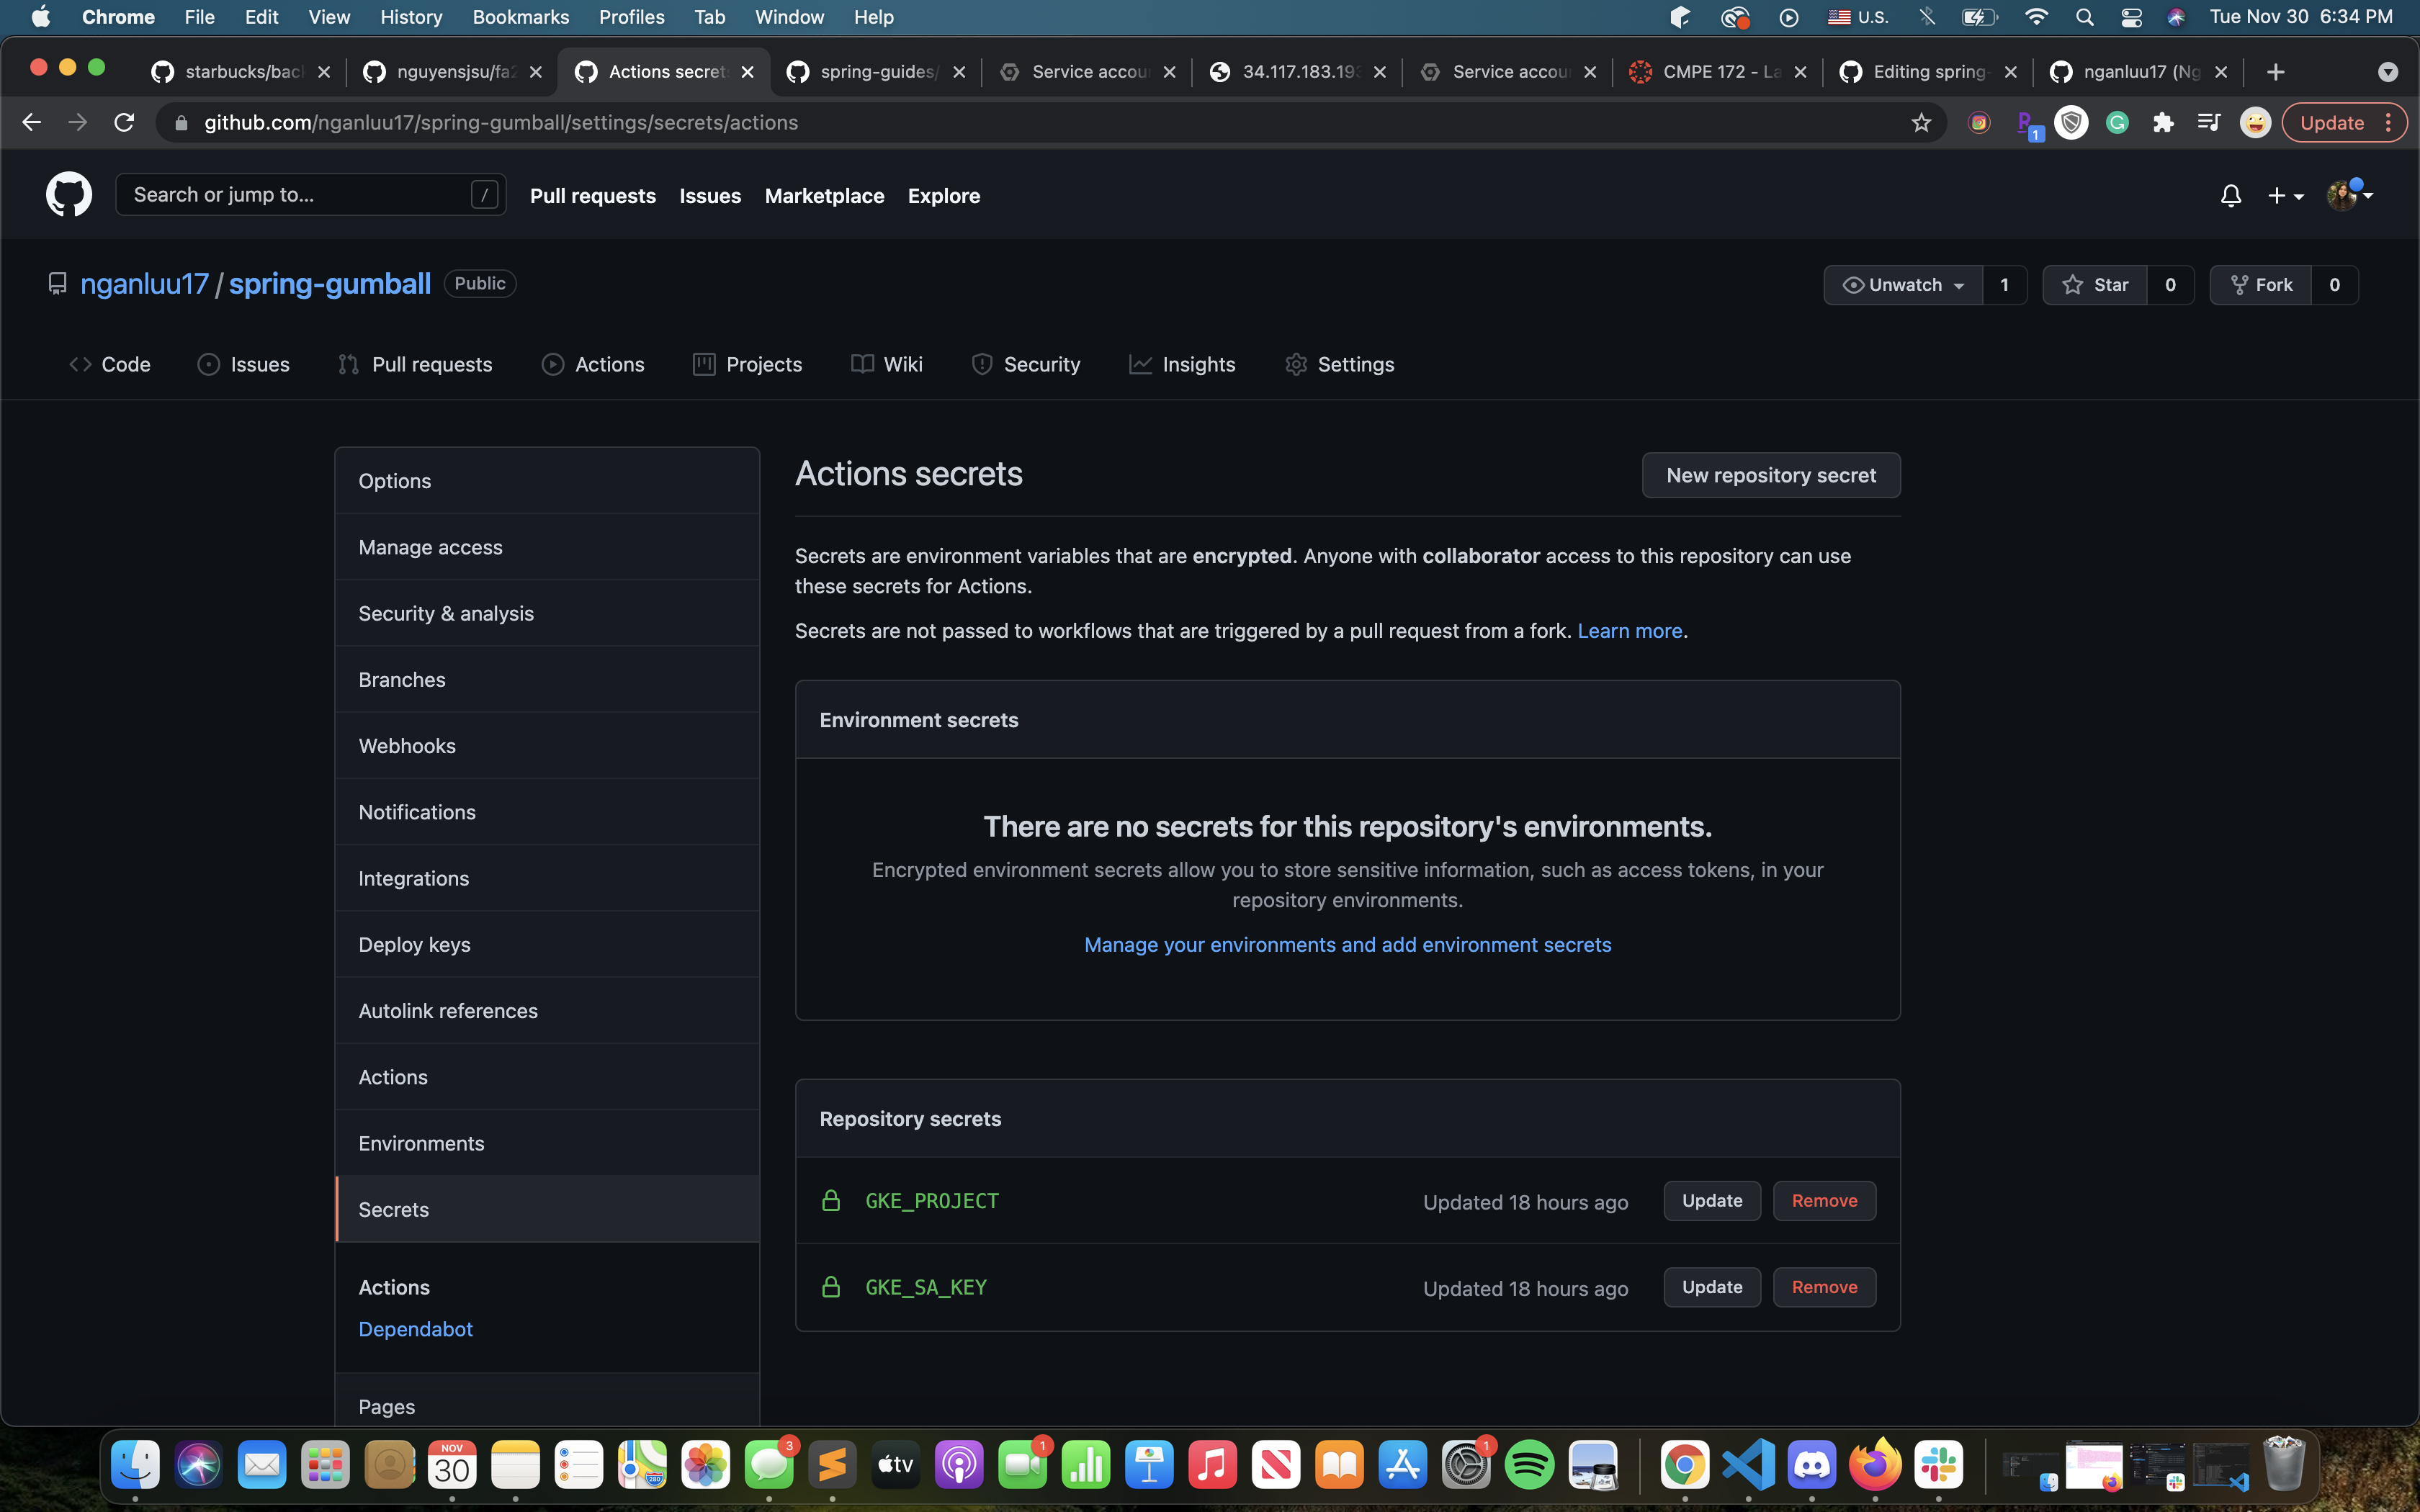 Chrome File Edit View History Bookmarks Profiles Tab Window Help U.S. Tue Nov 30 6:34 PM
starbucks/bac nguyensjsu/fa2 Actions secret spring-guides/ Service accou 34.117.183.193 Service accou CMPE 172 - La Editing spring- nganluu17 (Ng
github.com/nganluu17/spring-gumball/settings/secrets/actions 1 Update
Search or jump to... / Pull requests Issues Marketplace Explore
nganluu17 / spring-gumball Public Unwatch 1 Star 0 Fork 0
Code Issues Pull requests Actions Projects Wiki Security Insights Settings
Options
Manage access
Security & analysis
Branches
Webhooks
Notifications
Integrations
Deploy keys
Autolink references
Actions
Environments
Secrets
Actions
Dependabot
Pages
Actions secrets New repository secret
Secrets are environment variables that are encrypted. Anyone with collaborator access to this repository can use
these secrets for Actions.
Secrets are not passed to workflows that are triggered by a pull request from a fork. Learn more.
Environment secrets
There are no secrets for this repository's environments.
Encrypted environment secrets allow you to store sensitive information, such as access tokens, in your
repository environments.
Manage your environments and add environment secrets
Repository secrets
GKE_PROJECT Updated 18 hours ago Update Remove
GKE_SA_KEY Updated 18 hours ago Update Remove
NOV
30
3
tv
1
1